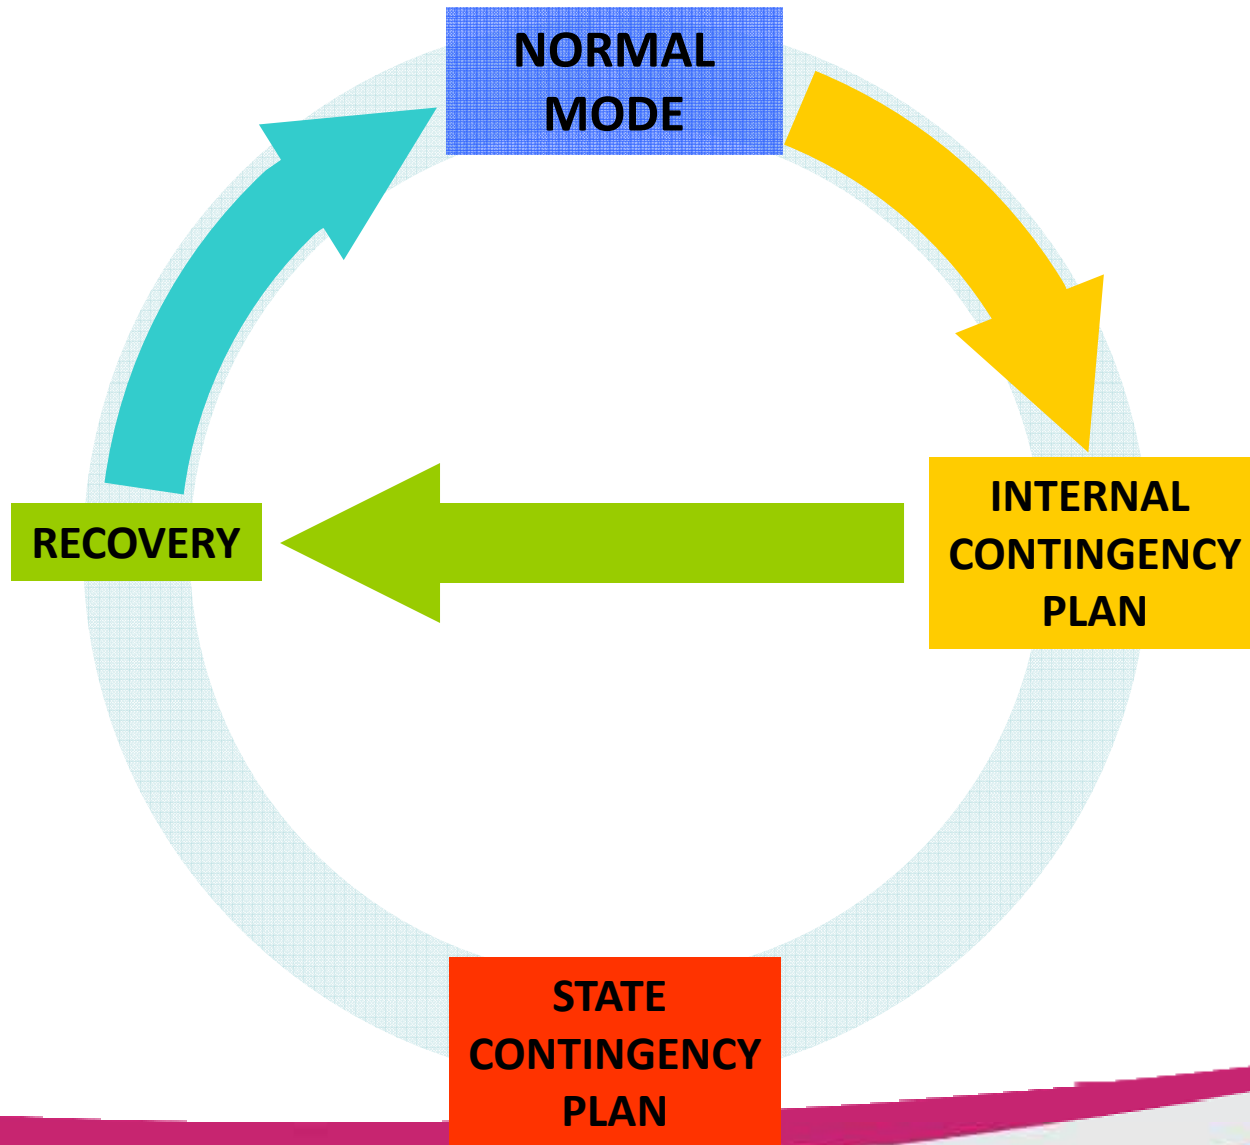 NORMAL
MODE
RECOVERY
INTERNAL
CONTINGENCY
PLAN
STATE
CONTINGENCY
PLAN